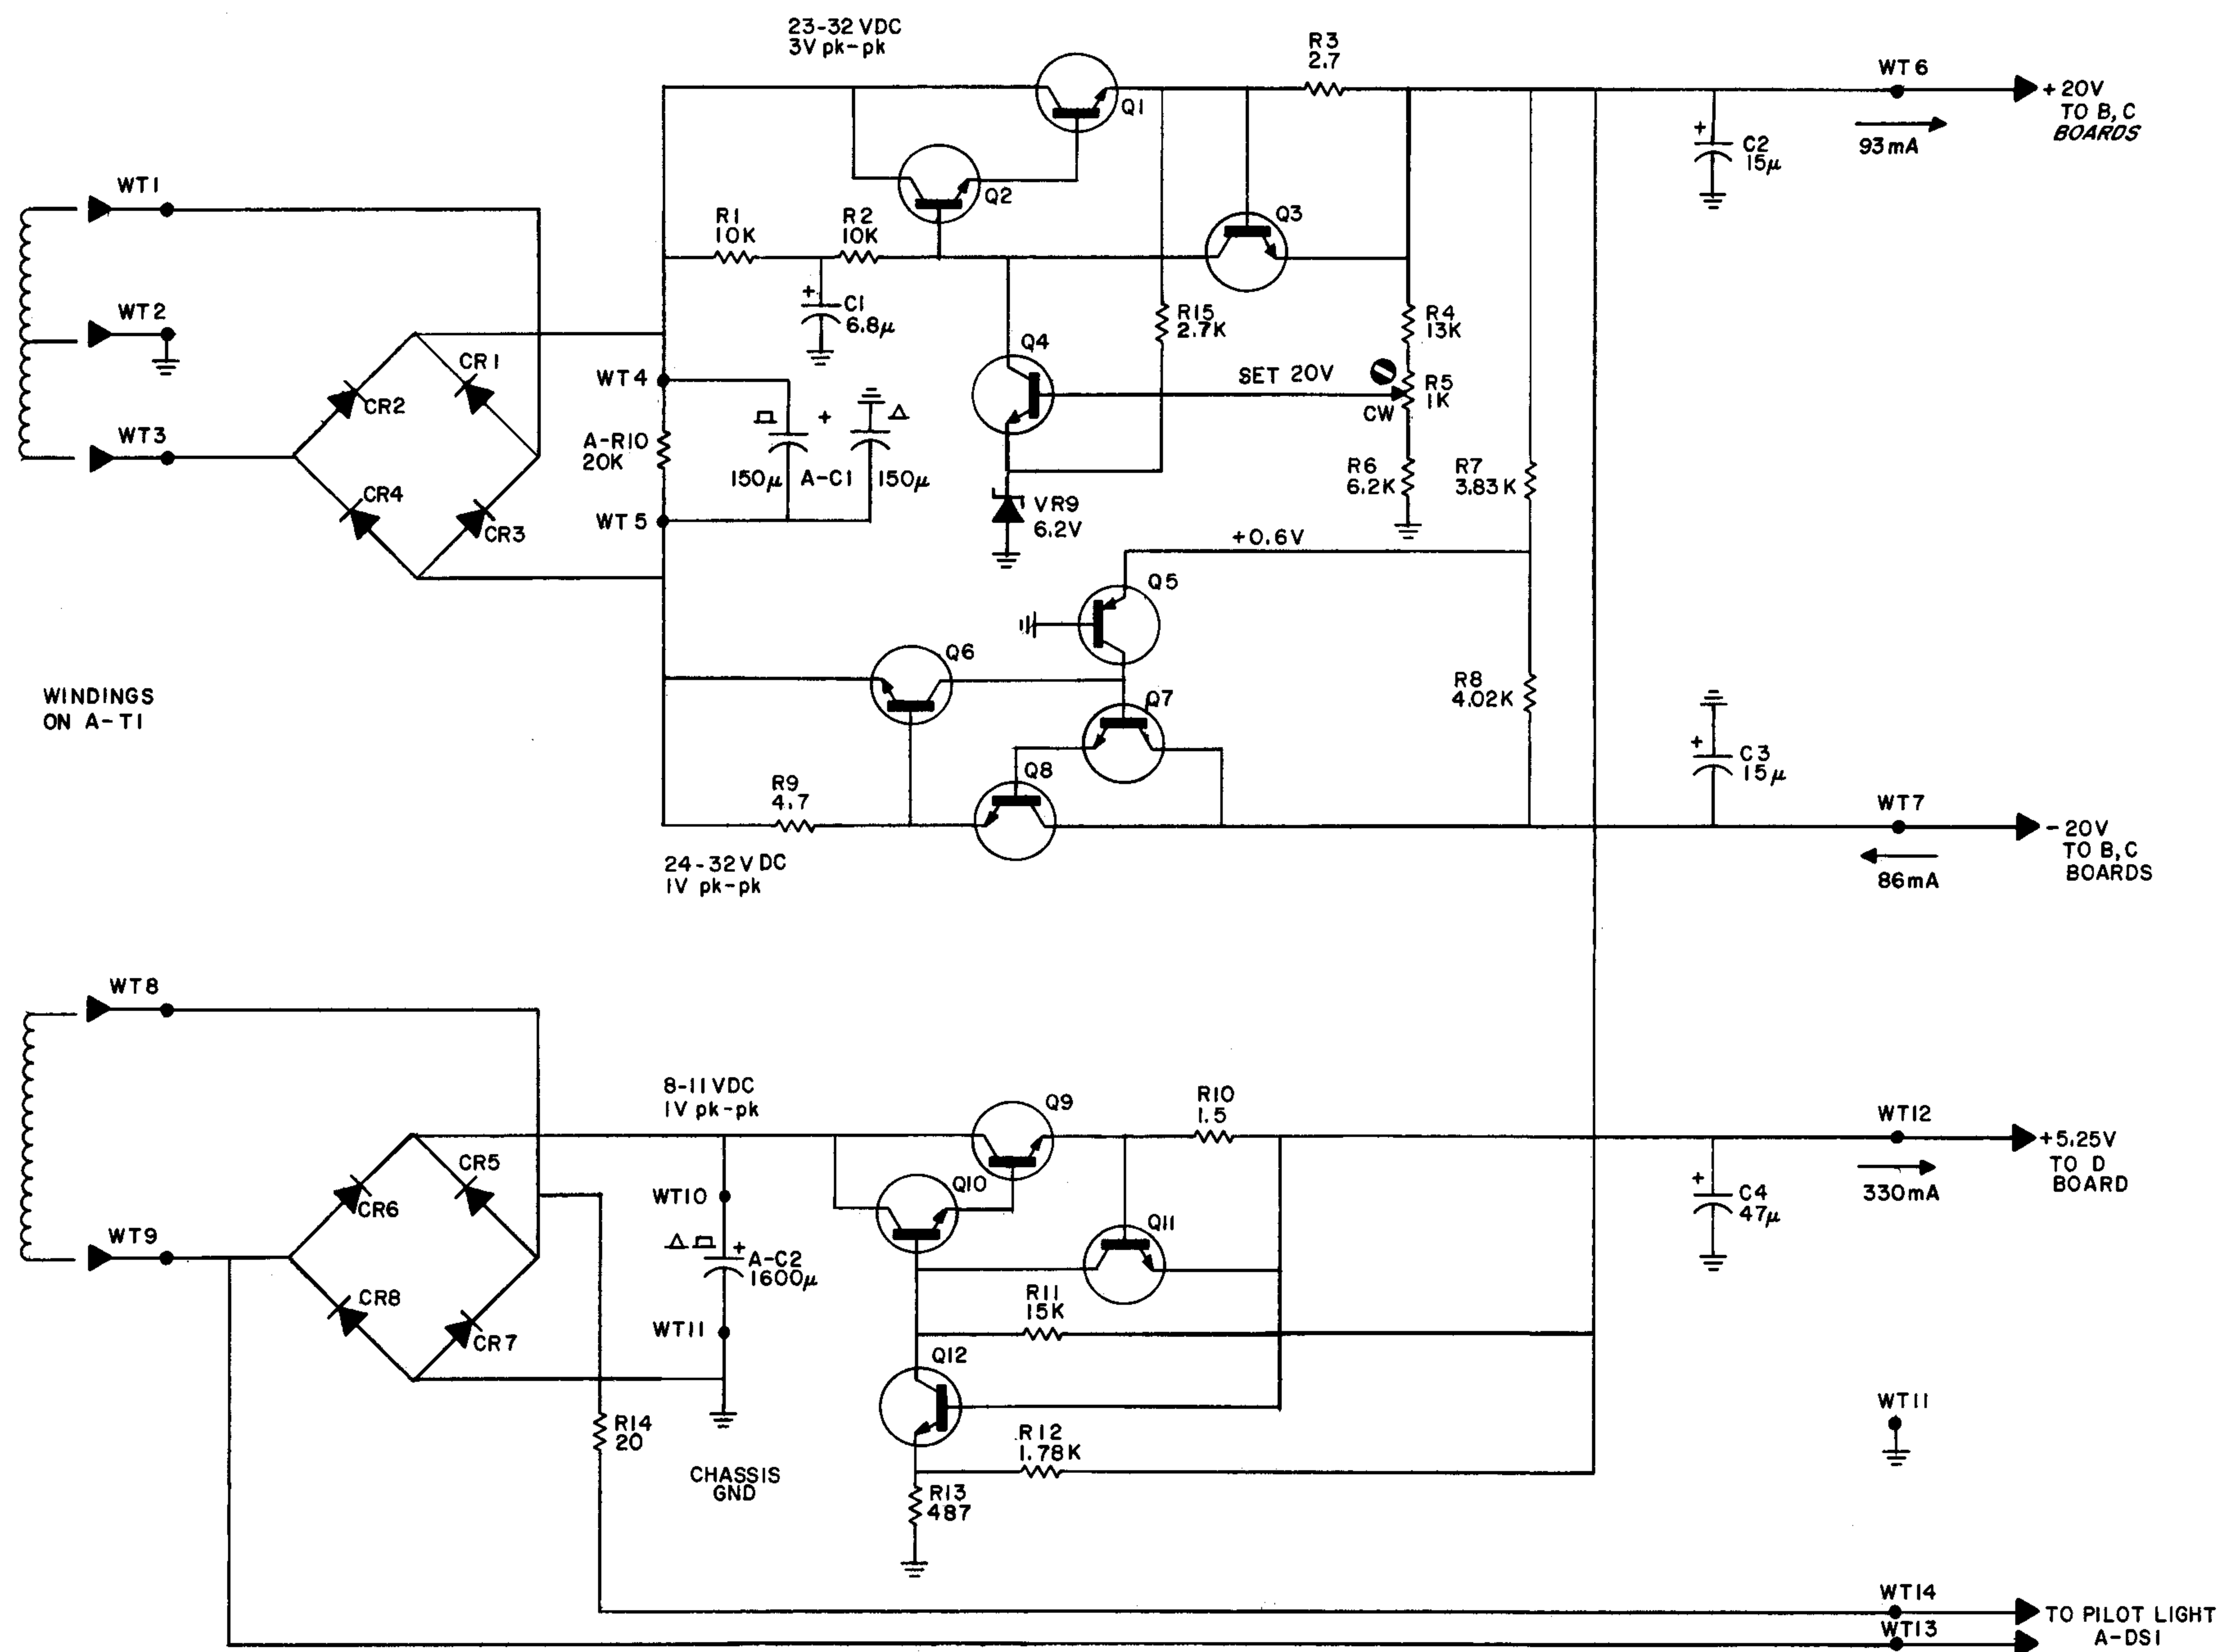 23-32 VDC
3V pk-pk
R3
2.7
WT6
+20V
TO B, C
BOARDS
93mA
Q1
C2
15µ
WT1
Q2
Q3
R1
10K
R2
10K
WT2
C1
6.8µ
R15
2.7K
R4
13K
Q4
CR1
WT4
SET 20V
R5
1K
CW
CR2
WT3
A-R10
20K
+
150µ
A-C1
150µ
R6
6.2K
R7
3.83K
CR4
VR9
6.2V
CR3
WT5
+0.6V
Q5
Q6
WINDINGS
ON A-T1
Q7
R8
4.02K
C3
15µ
Q8
R9
4.7
WT7
-20V
TO B, C
BOARDS
86mA
24-32 V DC
1V pk-pk
WT8
8-11VDC
1V pk-pk
Q9
R10
1.5
WT12
+5.25V
TO D
BOARD
330mA
CR5
Q10
WT10
C4
47µ
CR6
Q11
WT9
A-C2
1600µ
R11
15K
CR8
WT11
CR7
Q12
R14
20
WT11
R12
1.78K
CHASSIS
GND
R13
487
WT14
TO PILOT LIGHT
A-DS1
WT13